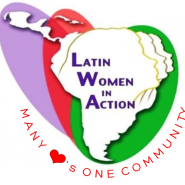 LATIN
WOMEN
IN
ACTION
MANY ❤s ONE COMMUNITY